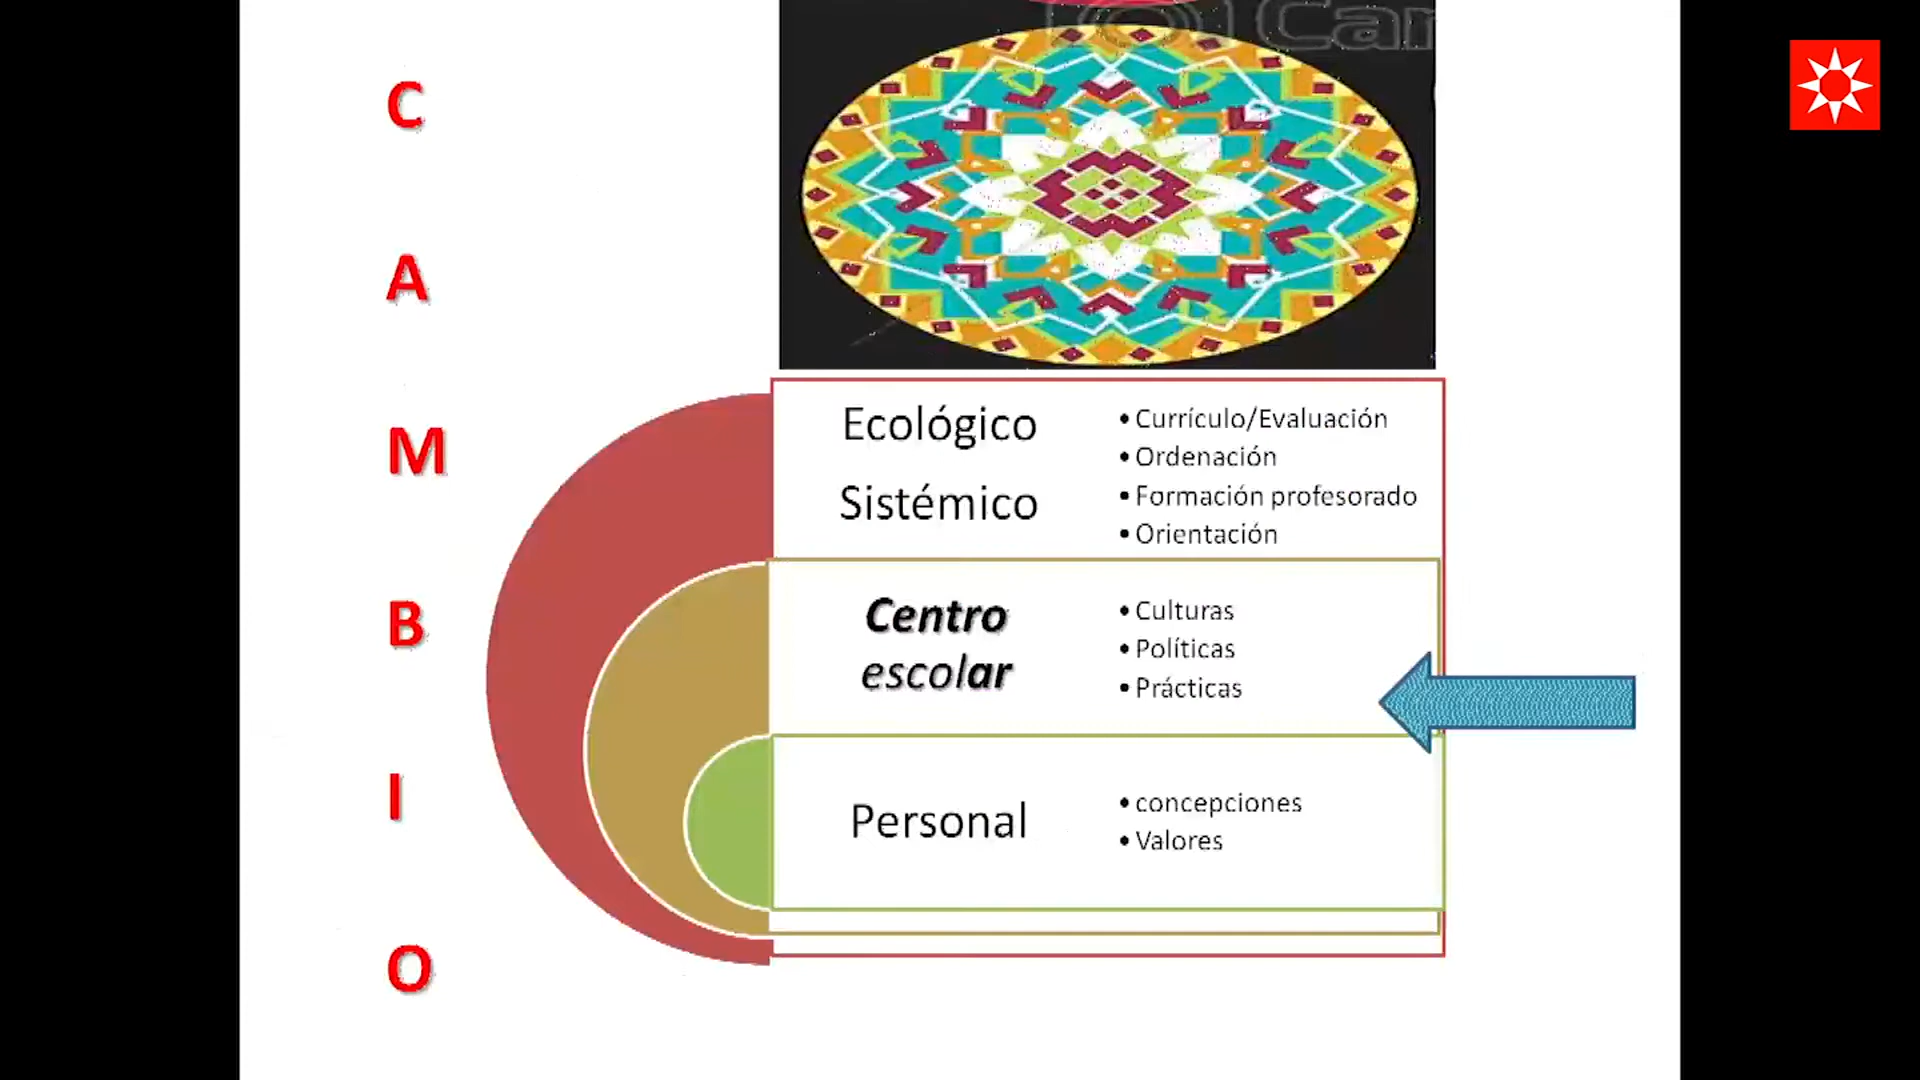 C
A
M
B
I
O
Ecológico
Sistémico
• Currículo/Evaluación
• Ordenación
• Formación profesorado
• Orientación
Centro
escolar
• Culturas
• Políticas
• Prácticas
Personal
• concepciones
• Valores